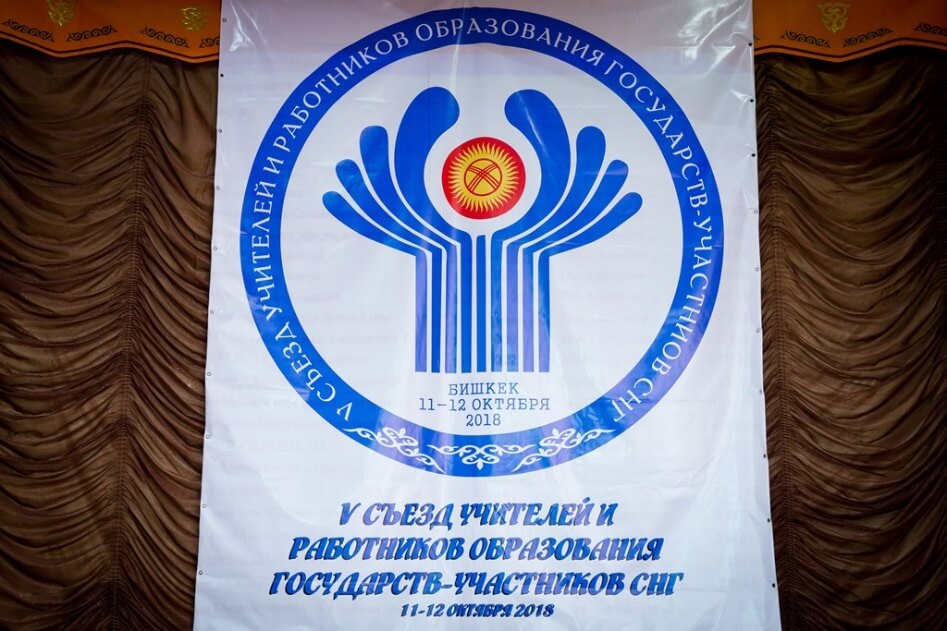 V СЪЕЗД УЧИТЕЛЕЙ И РАБОТНИКОВ ОБРАЗОВАНИЯ ГОСУДАРСТВ-УЧАСТНИОВ СНГ
БИШКЕК
11-12 ОКТЯБРЯ
2018
V СЪЕЗД УЧИТЕЛЕЙ И
РАБОТНИКОВ ОБРАЗОВАНИЯ
ГОСУДАРСТВ-УЧАСТНИКОВ СНГ
11-12 ОКТЯБРЯ 2018